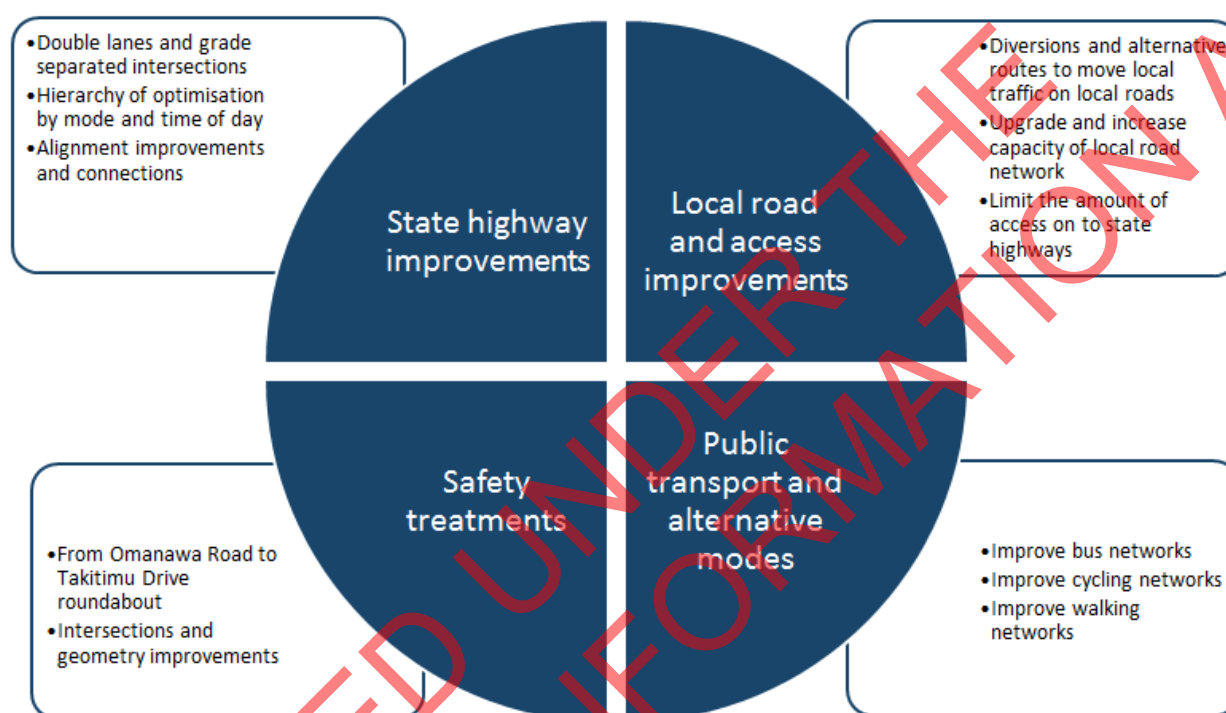 •Double lanes and grade
separated intersections
•Hierarchy of optimisation
by mode and time of day
•Alignment improvements
and connections
•Diversions and alternative
routes to move local
traffic on local roads
•Upgrade and increase
capacity of local road
network
•Limit the amount of
access on to state
highways
State highway
improvements
Local road
and access
improvements
Safety
treatments
Public
transport and
alternative
modes
•From Omanawa Road to
Takitimu Drive
roundabout
•Intersections and
geometry improvements
•Improve bus networks
•Improve cycling networks
•Improve walking
networks
ED UNDER THE
INFORMATION A